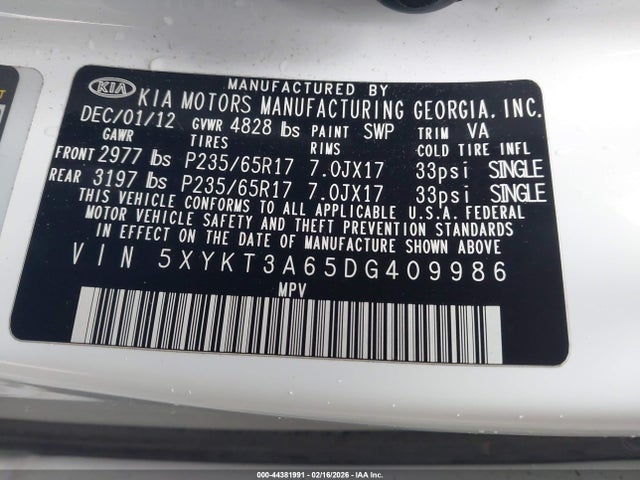 MANUFACTURED BY
KIA KIA MOTORS MANUFACTURING GEORGIA, INC.
DEC/01/12 GVWR 4828 lbs PAINT SWP TRIM VA
GAWR TIRES RIMS COLD TIRE INFL
FRONT 2977 lbs P235/65R17 7.0JX17 33psi SINGLE
REAR 3197 lbs P235/65R17 7.0JX17 33psi SINGLE
THIS VEHICLE CONFORMS TO ALL APPLICABLE U.S.A. FEDERAL
MOTOR VEHICLE SAFETY AND THEFT PREVENTION STANDARDS
IN EFFECT ON THE DATE OF MANUFACTURE SHOWN ABOVE.
VIN 5XYKT3A65DG409986
MPV
000-44381991 - 02/16/2026 - IAA Inc.